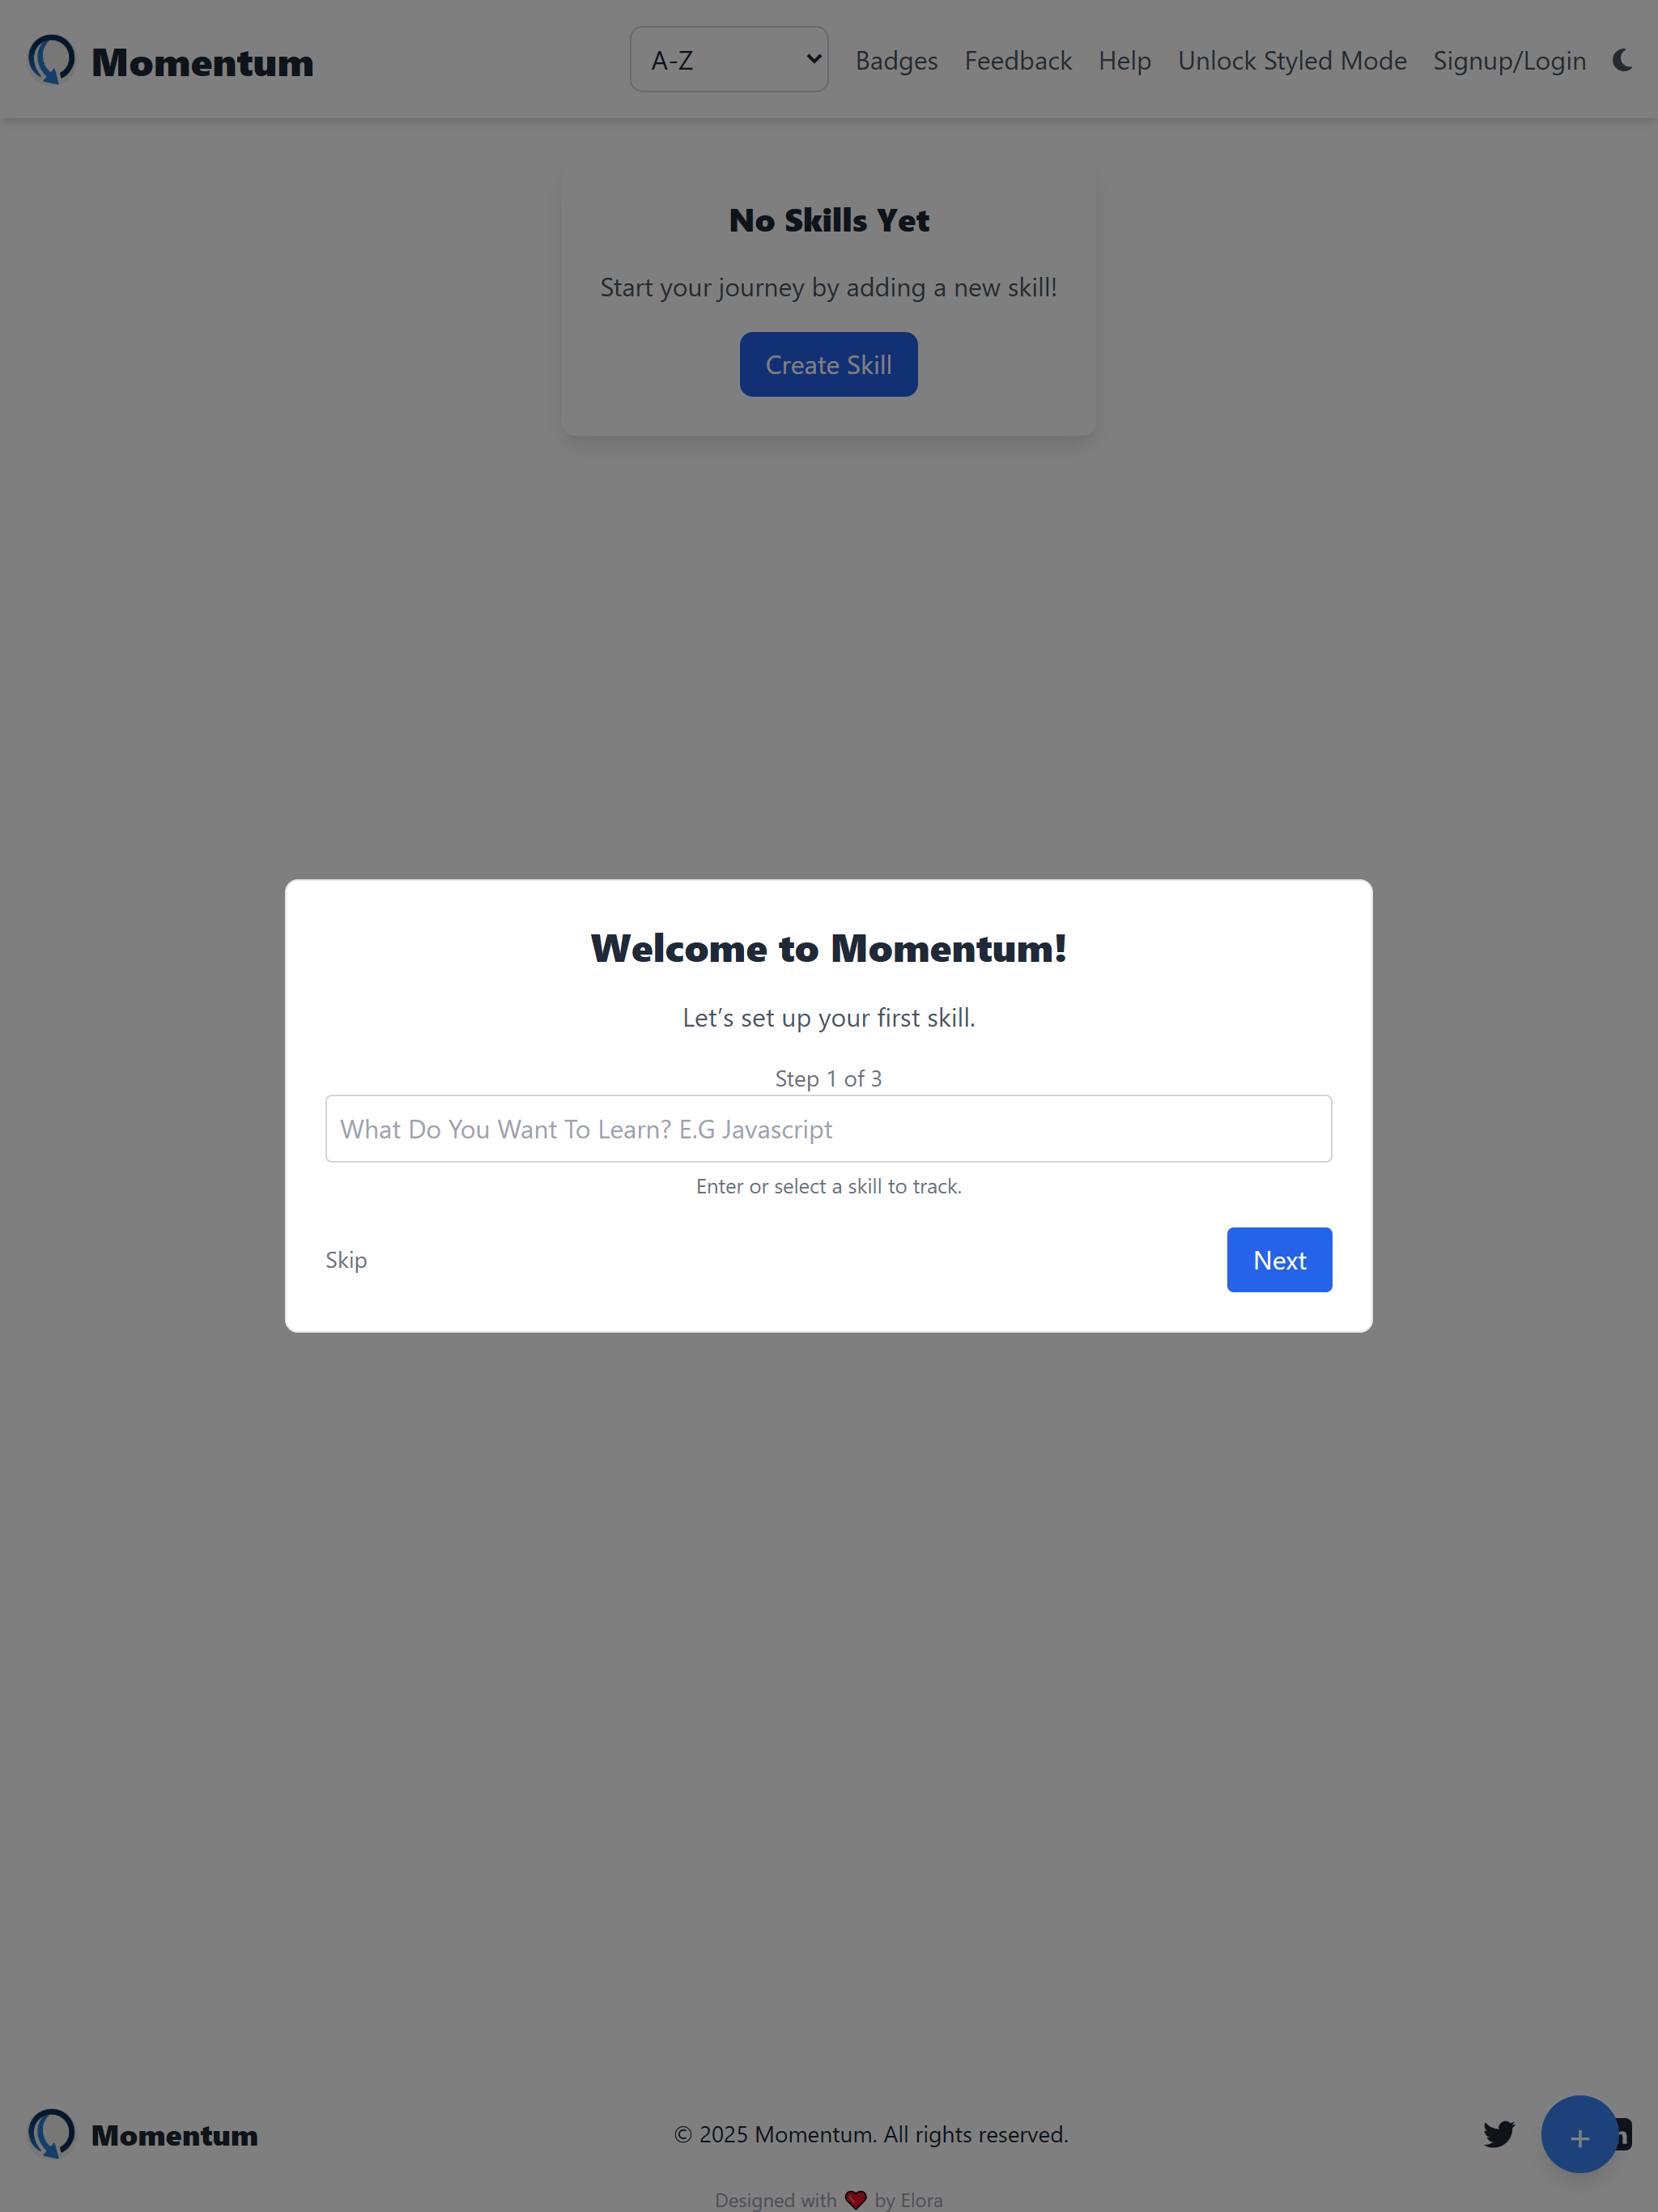 Momentum
A-Z
Badges
Feedback
Help
Unlock Styled Mode
Signup/Login
No Skills Yet
Start your journey by adding a new skill!
Create Skill
Welcome to Momentum!
Let’s set up your first skill.
Step 1 of 3
What Do You Want To Learn? E.G Javascript
Enter or select a skill to track.
Skip
Next
Momentum
© 2025 Momentum. All rights reserved.
+
Designed with ❤️ by Elora